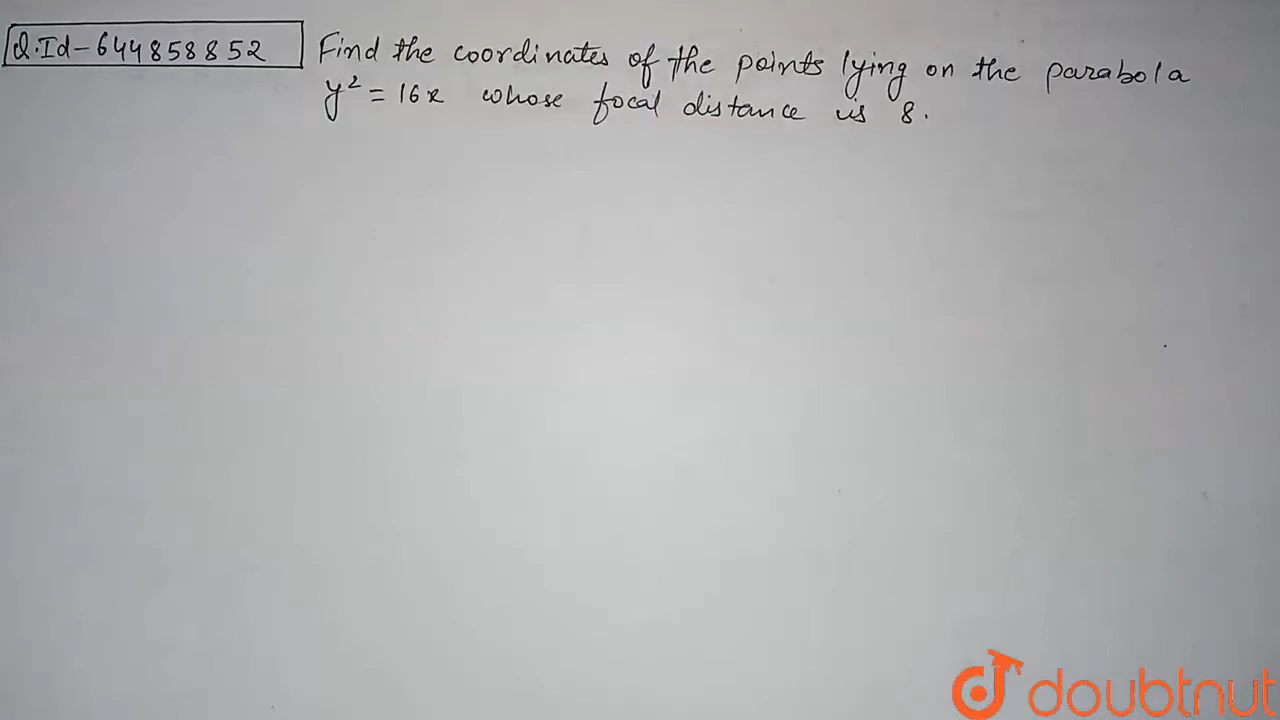 Q.Id-644858852
Find the coordinates of the points lying on the parabola
y² = 16x whose focal distance is 8.
doubtnut